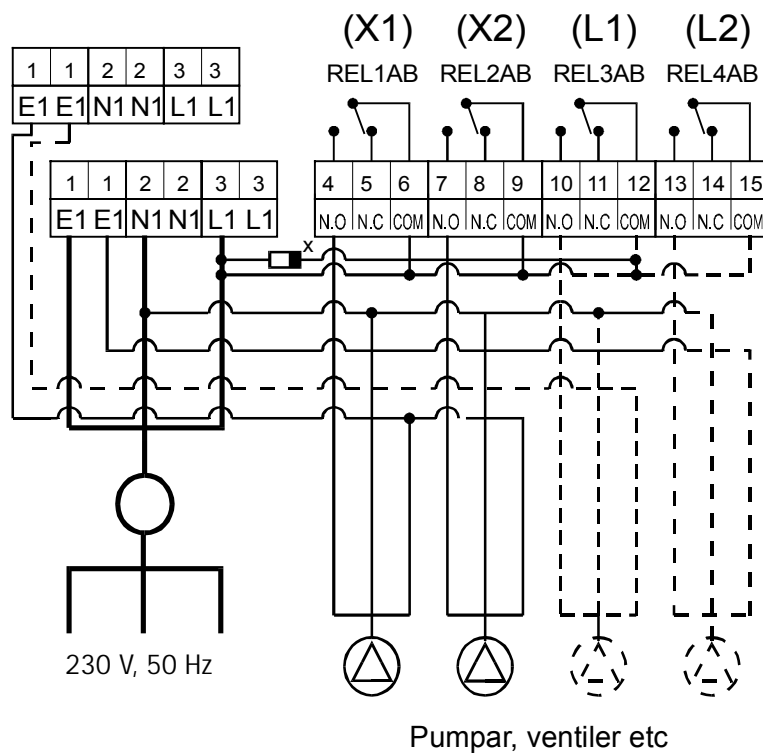 (X1) (X2) (L1) (L2)
REL1AB REL2AB REL3AB REL4AB
1 1 2 2 3 3
E1 E1 N1 N1 L1 L1
1 1 2 2 3 3
E1 E1 N1 N1 L1 L1
4 5 6 7 8 9 10 11 12 13 14 15
N.O N.C COM N.O N.C COM N.O N.C COM N.O N.C COM
x
230 V, 50 Hz
Pumpar, ventiler etc